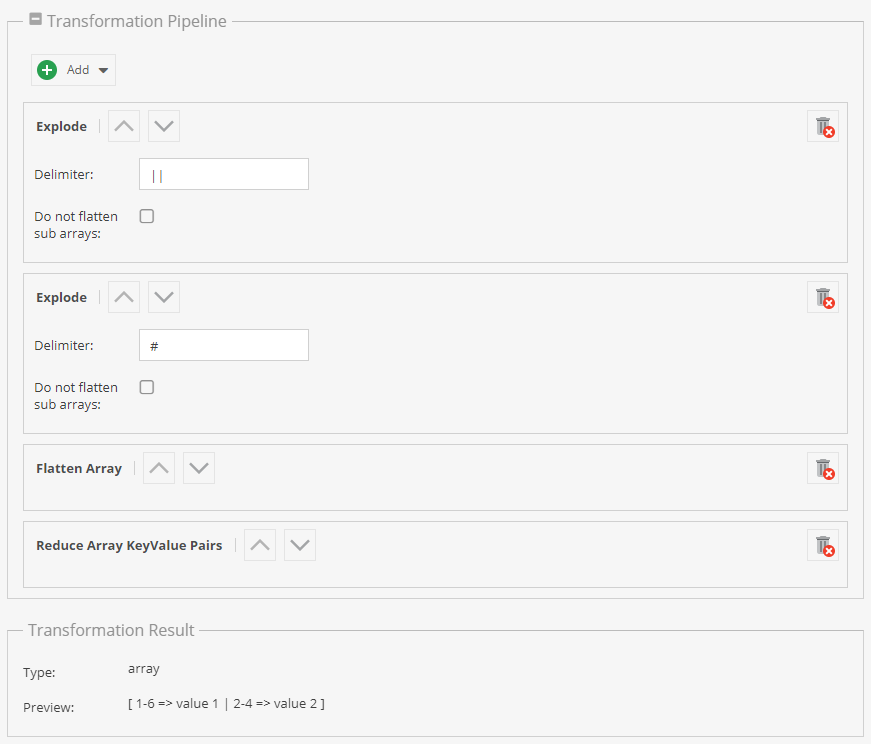 Transformation Pipeline
Add
Explode
Delimiter: ||
Do not flatten
sub arrays:
Explode
Delimiter: #
Do not flatten
sub arrays:
Flatten Array
Reduce Array KeyValue Pairs
Transformation Result
Type: array
Preview: [ 1-6 => value 1 | 2-4 => value 2 ]